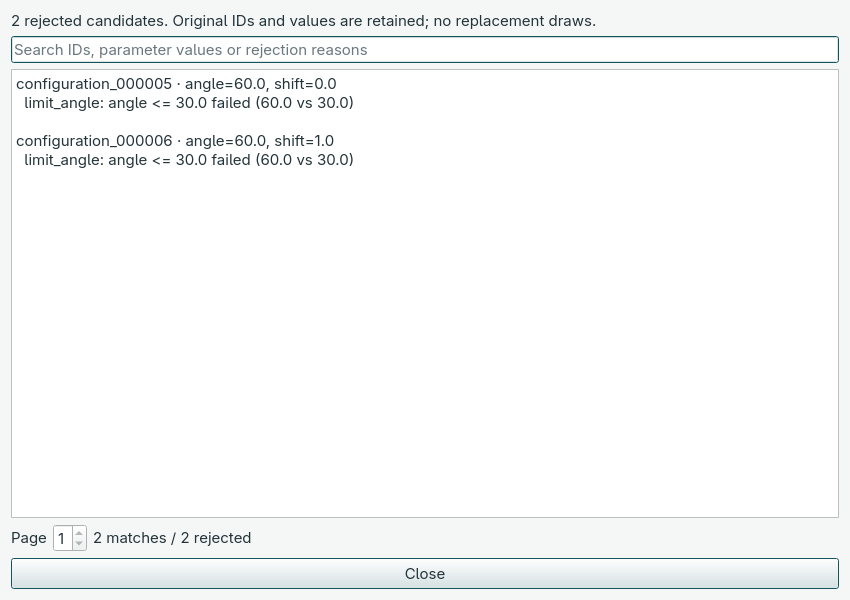 2 rejected candidates. Original IDs and values are retained; no replacement draws.
Search IDs, parameter values or rejection reasons
configuration_000005 · angle=60.0, shift=0.0
limit_angle: angle <= 30.0 failed (60.0 vs 30.0)
configuration_000006 · angle=60.0, shift=1.0
limit_angle: angle <= 30.0 failed (60.0 vs 30.0)
Page 1 2 matches / 2 rejected
Close